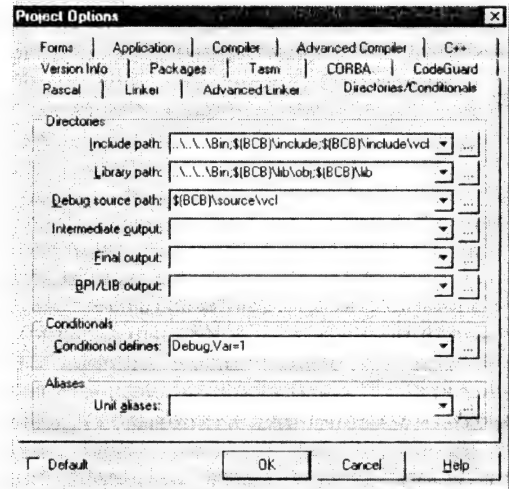 Project Options
Forms Application Compiler Advanced Compiler C++
Version Info Packages Tasm CORBA CodeGuard
Pascal Linker Advanced Linker Directories/Conditionals
Directories
Include path: ..\..\..\Bin;$(BCB)\include;$(BCB)\include\vcl ...
Library path: ..\..\..\Bin;$(BCB)\lib\obj;$(BCB)\lib ...
Debug source path: $(BCB)\source\vcl ...
Intermediate output: ...
Final output: ...
BPI/LIB output: ...
Conditionals
Conditional defines: Debug,Var=1 ...
Aliases
Unit aliases: ...
Default OK Cancel Help